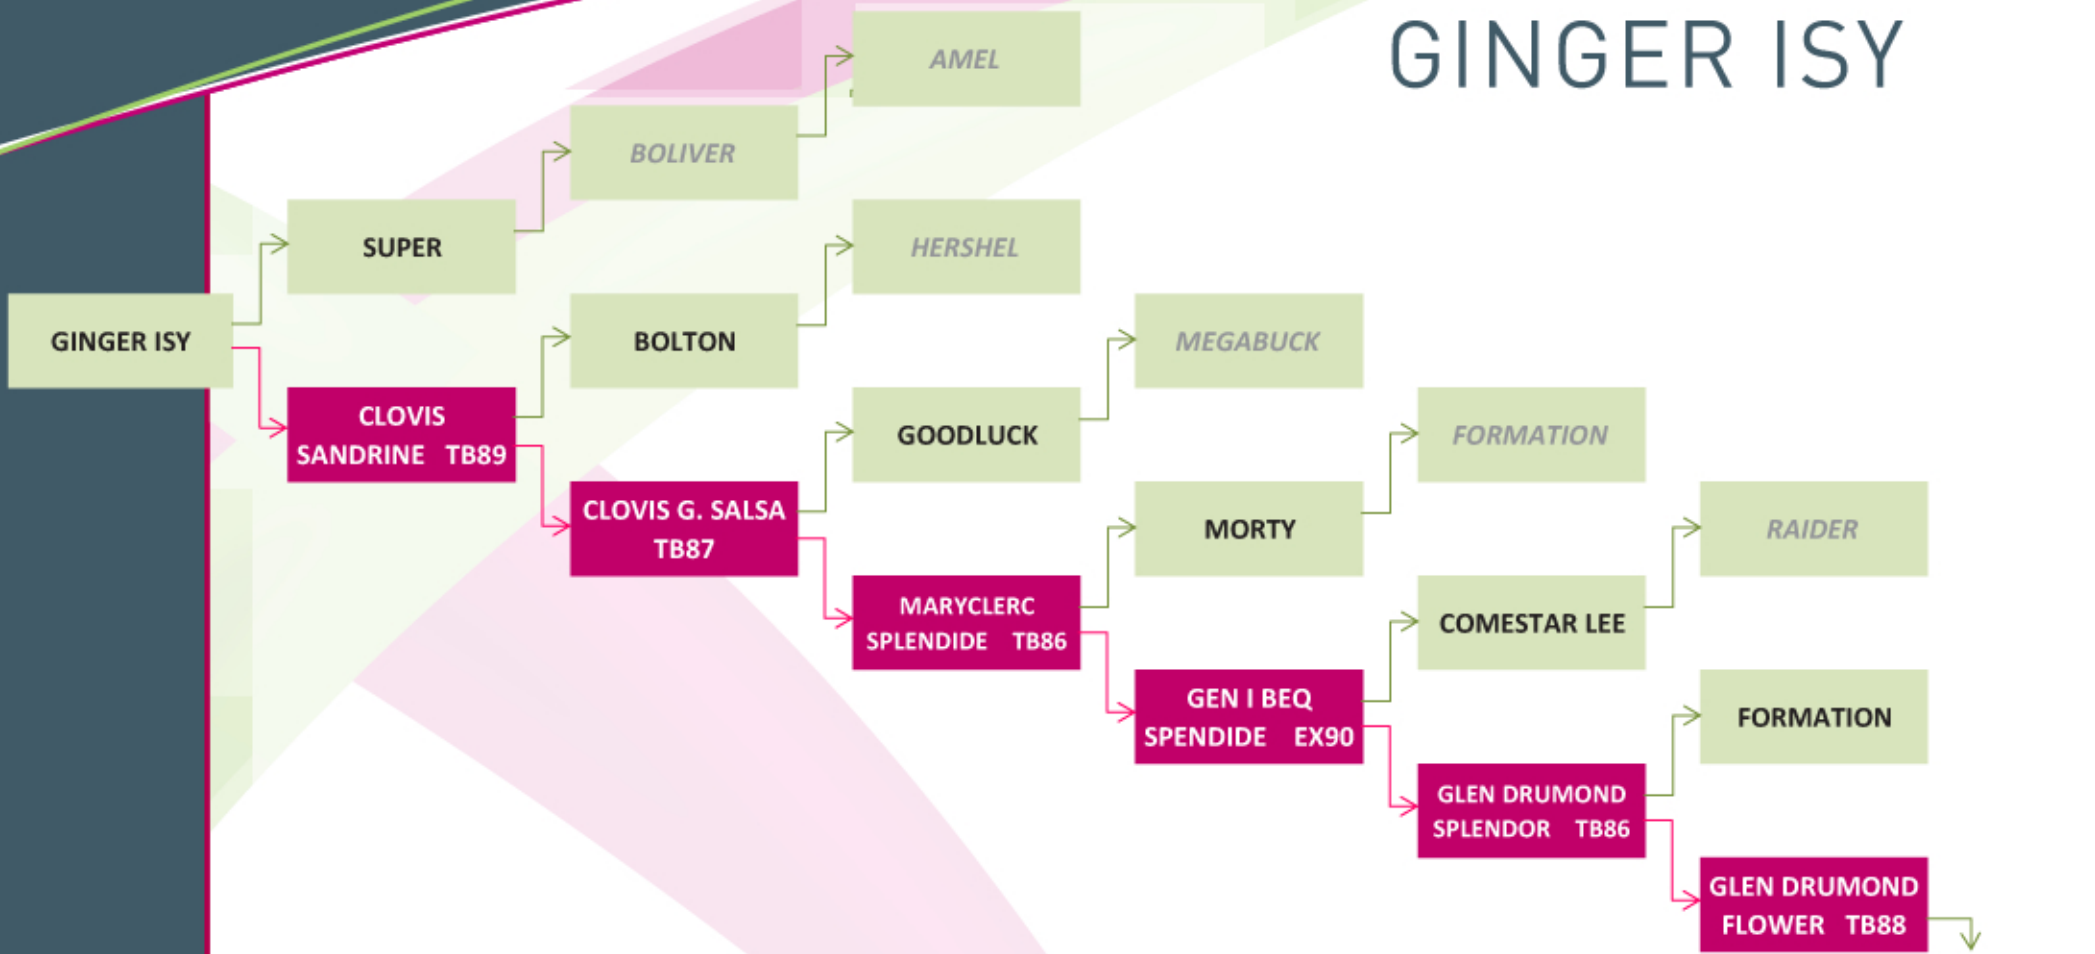 GINGER ISY
AMEL
BOLIVER
SUPER
HERSHEL
GINGER ISY
BOLTON
MEGABUCK
CLOVIS
SANDRINE TB89
GOODLUCK
FORMATION
CLOVIS G. SALSA
TB87
MORTY
RAIDER
MARYCLERC
SPLENDIDE TB86
COMESTAR LEE
GEN I BEQ
SPENDIDE EX90
FORMATION
GLEN DRUMOND
SPLENDOR TB86
GLEN DRUMOND
FLOWER TB88